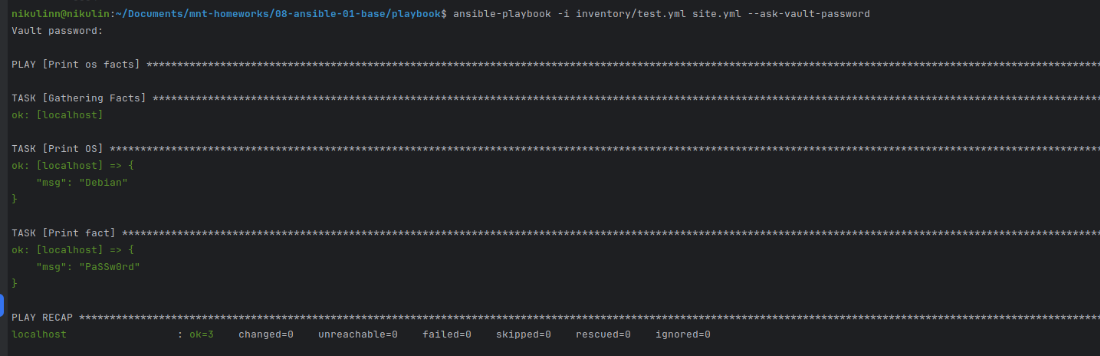 nikulinn@nikulin:~/Documents/mnt-homeworks/08-ansible-01-base/playbook$ ansible-playbook -i inventory/test.yml site.yml --ask-vault-password
Vault password:
PLAY [Print os facts] ****************************************************************************************************************************************************************
TASK [Gathering Facts] ***************************************************************************************************************************************************************
ok: [localhost]
TASK [Print OS] **********************************************************************************************************************************************************************
ok: [localhost] => {
    "msg": "Debian"
}
TASK [Print fact] ********************************************************************************************************************************************************************
ok: [localhost] => {
    "msg": "PaSSw0rd"
}
PLAY RECAP ***************************************************************************************************************************************************************************
localhost                  : ok=3    changed=0    unreachable=0    failed=0    skipped=0    rescued=0    ignored=0